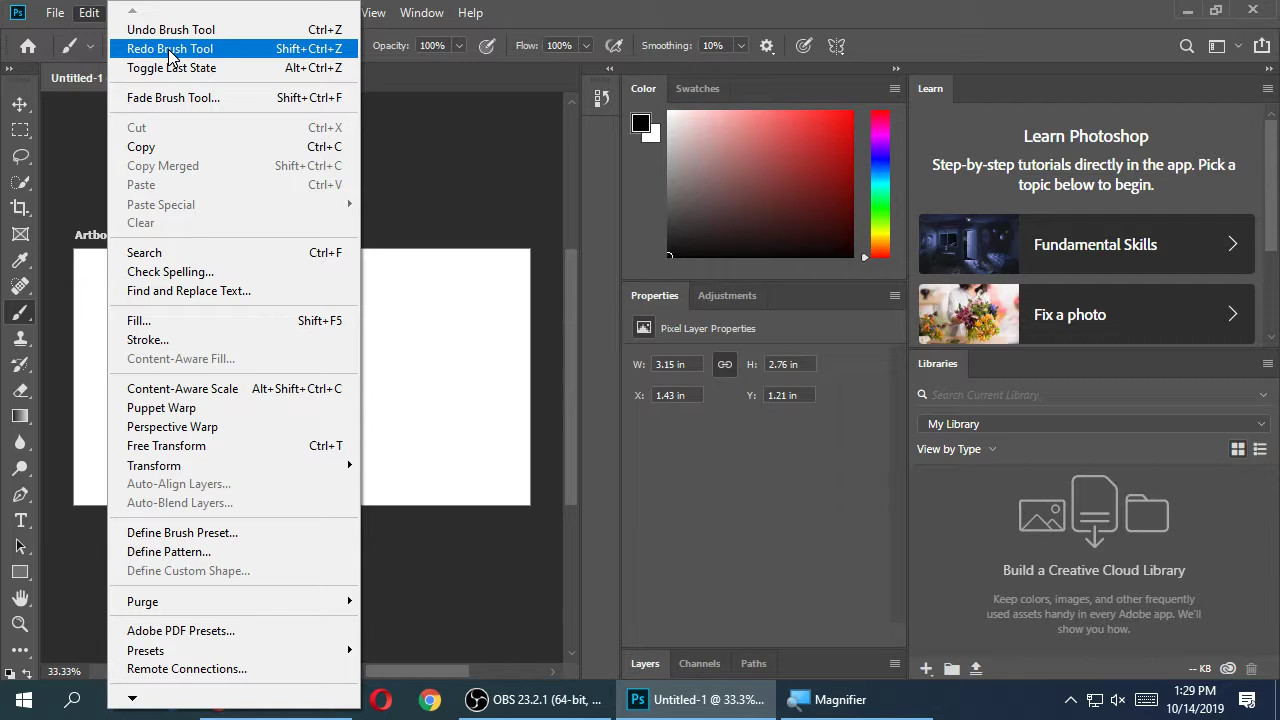 Ps File Edit View Window Help
Opacity: 100% Flow: 100% Smoothing: 10%
Untitled-1
Undo Brush Tool Ctrl+Z
Redo Brush Tool Shift+Ctrl+Z
Toggle Last State Alt+Ctrl+Z
Fade Brush Tool... Shift+Ctrl+F
Cut Ctrl+X
Copy Ctrl+C
Copy Merged Shift+Ctrl+C
Paste Ctrl+V
Paste Special
Clear
Search Ctrl+F
Check Spelling...
Find and Replace Text...
Fill... Shift+F5
Stroke...
Content-Aware Fill...
Content-Aware Scale Alt+Shift+Ctrl+C
Puppet Warp
Perspective Warp
Free Transform Ctrl+T
Transform
Auto-Align Layers...
Auto-Blend Layers...
Define Brush Preset...
Define Pattern...
Define Custom Shape...
Purge
Adobe PDF Presets...
Presets
Remote Connections...
Artbo
33.33%
Color Swatches
Properties Adjustments
Pixel Layer Properties
W: 3.15 in H: 2.76 in
X: 1.43 in Y: 1.21 in
Layers Channels Paths
Learn
Learn Photoshop
Step-by-step tutorials directly in the app. Pick a
topic below to begin.
Fundamental Skills
Fix a photo
Libraries
Search Current Library
My Library
View by Type
Build a Creative Cloud Library
Keep colors, images, and other frequently
used assets handy in every Adobe app. We'll
show you how.
-- KB
OBS 23.2.1 (64-bit, ...
Ps Untitled-1 @ 33.3%...
Magnifier
1:29 PM
10/14/2019